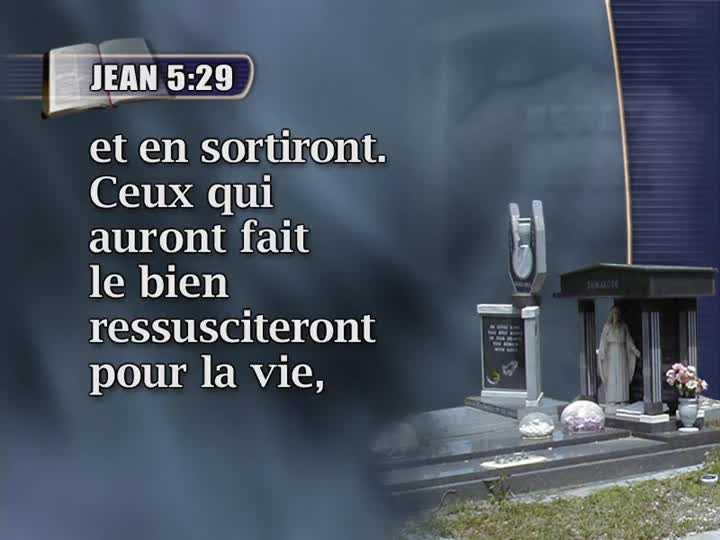 JEAN 5:29
et en sortiront.
Ceux qui
auront fait
le bien
ressusciteront
pour la vie,